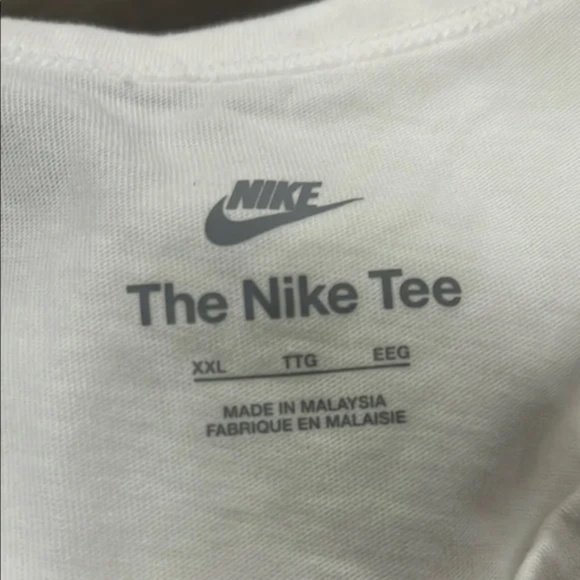 NIKE
The Nike Tee
XXL TTG EEG
MADE IN MALAYSIA
FABRIQUE EN MALAISIE